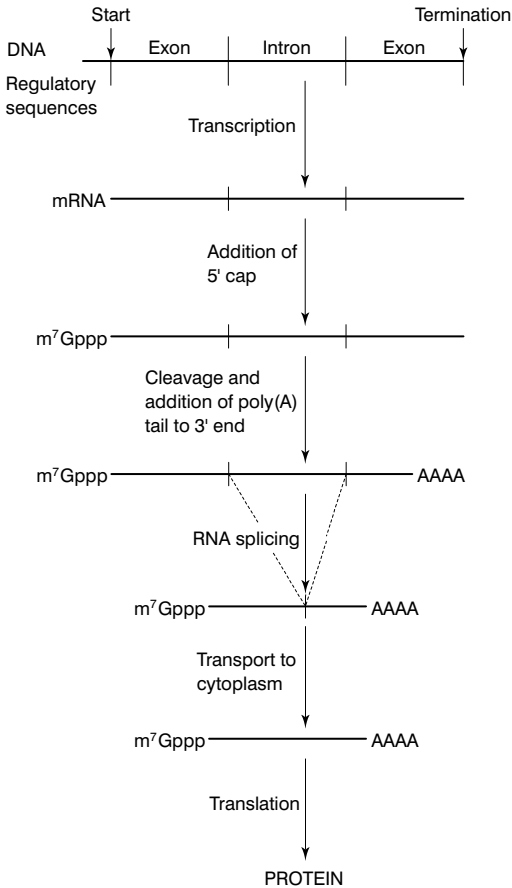 Start Termination
DNA Exon Intron Exon
Regulatory
sequences
Transcription
mRNA
Addition of
5' cap
m⁷Gppp
Cleavage and
addition of poly(A)
tail to 3' end
m⁷Gppp AAAA
RNA splicing
m⁷Gppp AAAA
Transport to
cytoplasm
m⁷Gppp AAAA
Translation
PROTEIN